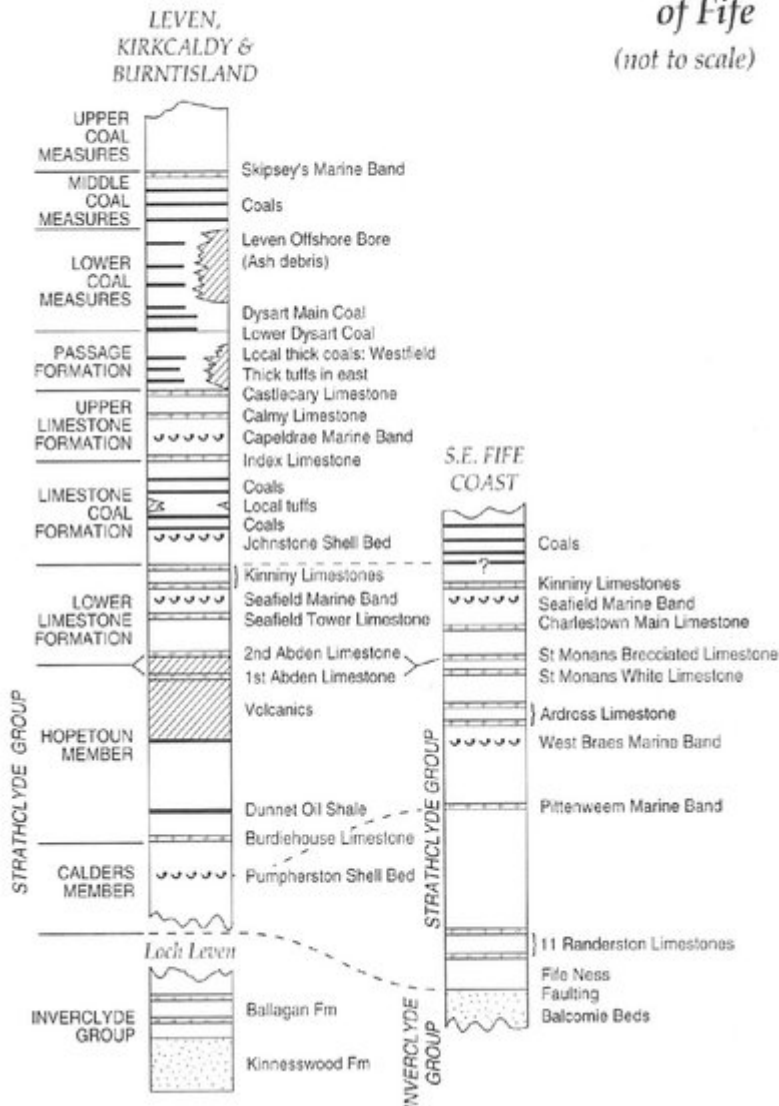 of Fife
(not to scale)
LEVEN,
KIRKCALDY &
BURNTISLAND
UPPER
COAL
MEASURES
Skipsey's Marine Band
MIDDLE
COAL
MEASURES
Coals
LOWER
COAL
MEASURES
Leven Offshore Bore
(Ash debris)
Dysart Main Coal
Lower Dysart Coal
PASSAGE
FORMATION
Local thick coals: Westfield
Thick tuffs in east
Castlecary Limestone
UPPER
LIMESTONE
FORMATION
Calmy Limestone
Capeldrae Marine Band
Index Limestone
LIMESTONE
COAL
FORMATION
Coals
Local tuffs
Coals
Johnstone Shell Bed
LOWER
LIMESTONE
FORMATION
Kinniny Limestones
Seafield Marine Band
Seafield Tower Limestone
2nd Abden Limestone
1st Abden Limestone
STRATHCLYDE GROUP
HOPETOUN
MEMBER
Volcanics
Dunnet Oil Shale
Burdiehouse Limestone
CALDERS
MEMBER
Pumpherston Shell Bed
Loch Leven
INVERCLYDE
GROUP
Ballagan Fm
Kinnesswood Fm
S.E. FIFE
COAST
Coals
?
Kinniny Limestones
Seafield Marine Band
Charlestown Main Limestone
St Monans Brecciated Limestone
St Monans White Limestone
Ardross Limestone
West Braes Marine Band
STRATHCLYDE GROUP
Pittenweem Marine Band
11 Randerston Limestones
Fife Ness
Faulting
Balcomie Beds
INVERCLYDE
GROUP